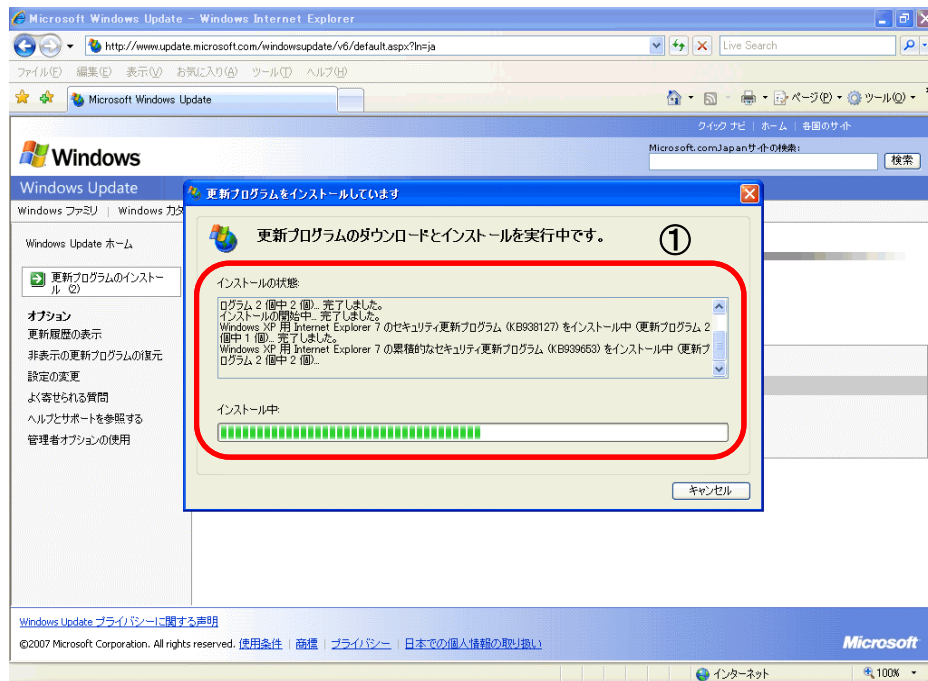 Microsoft Windows Update - Windows Internet Explorer
http://www.update.microsoft.com/windowsupdate/v6/default.aspx?ln=ja
Live Search
ファイル(F) 編集(E) 表示(V) お気に入り(A) ツール(T) ヘルプ(H)
Microsoft Windows Update
ページ(P)
ツール(O)
クイック ナビ | ホーム | 各国のサイト
Windows
Microsoft.comJapanサイトの検索:
検索
Windows Update
Windows ファミリ | Windows カタ
更新プログラムをインストールしています
Windows Update ホーム
更新プログラムのインストール (2)
オプション
更新履歴の表示
非表示の更新プログラムの復元
設定の変更
よく寄せられる質問
ヘルプとサポートを参照する
管理者オプションの使用
更新プログラムのダウンロードとインストールを実行中です。
①
インストールの状態:
ログラム 2 個中 2 個)... 完了しました。
インストールの開始中... 完了しました。
Windows XP 用 Internet Explorer 7 のセキュリティ更新プログラム (KB938127) をインストール中 (更新プログラム 2
個中 1 個)... 完了しました。
Windows XP 用 Internet Explorer 7 の累積的なセキュリティ更新プログラム (KB939653) をインストール中 (更新プ
ログラム 2 個中 2 個)...
インストール中:
キャンセル
Windows Update プライバシーに関する声明
©2007 Microsoft Corporation. All rights reserved. 使用条件 | 商標 | プライバシー | 日本での個人情報の取り扱い
Microsoft
インターネット
100%